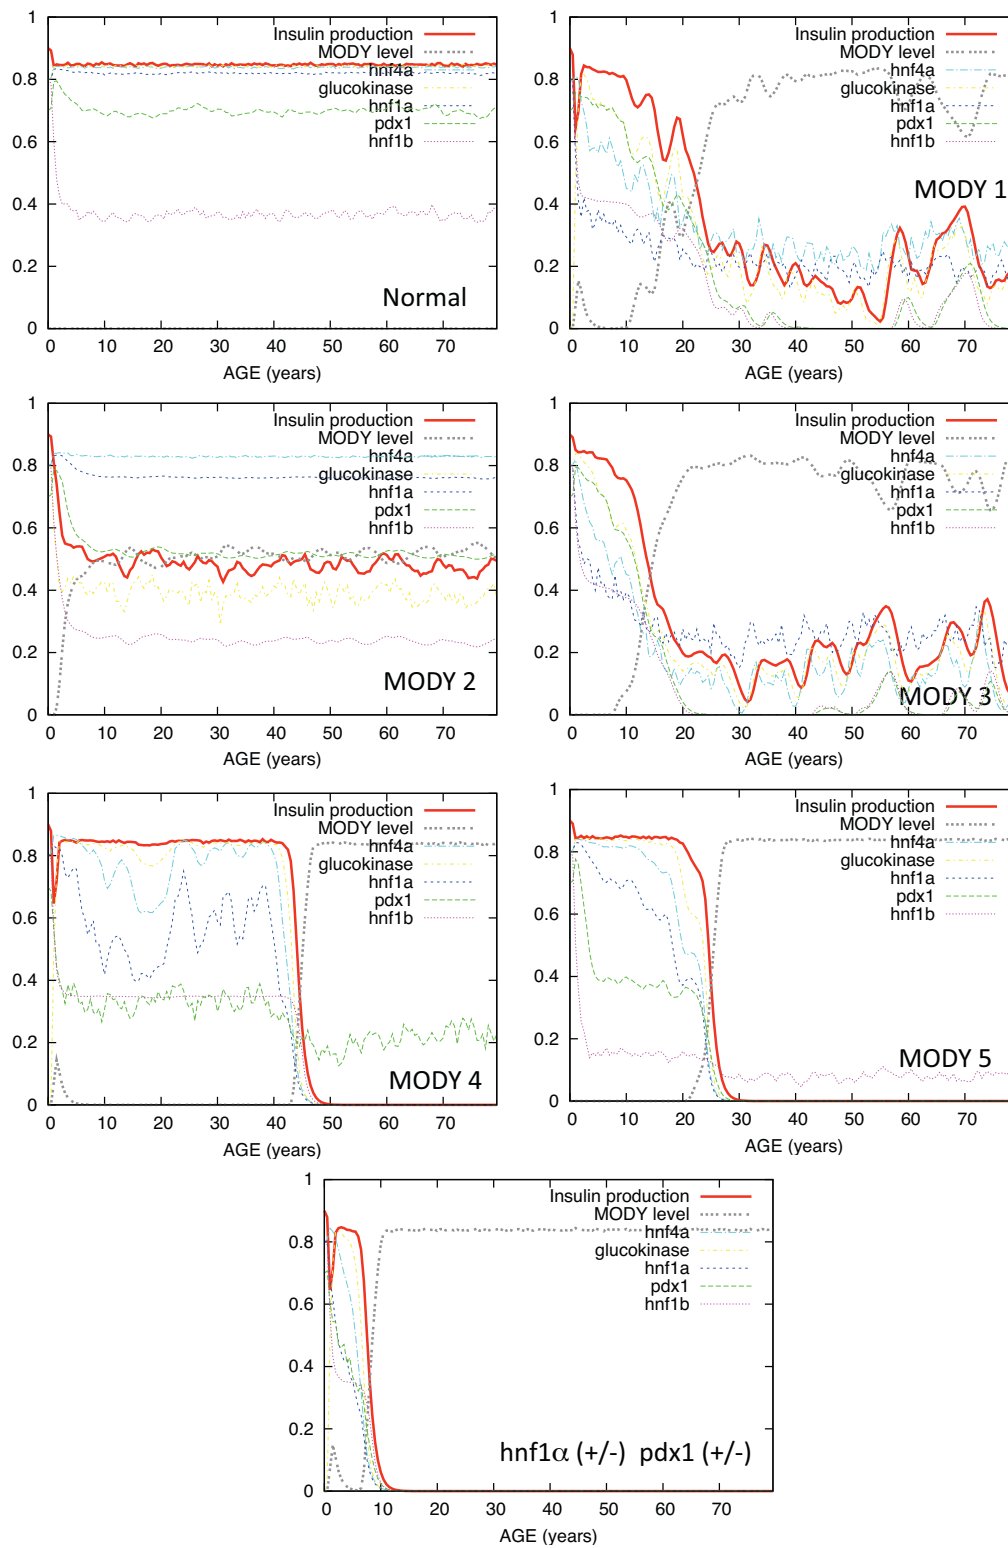 1
0.8
0.6
0.4
0.2
0
0 10 20 30 40 50 60 70
AGE (years)
Insulin production
MODY level
hnf4a
glucokinase
hnf1a
pdx1
hnf1b
Normal
1
0.8
0.6
0.4
0.2
0
0 10 20 30 40 50 60 70
AGE (years)
Insulin production
MODY level
hnf4a
glucokinase
hnf1a
pdx1
hnf1b
MODY 1
1
0.8
0.6
0.4
0.2
0
0 10 20 30 40 50 60 70
AGE (years)
Insulin production
MODY level
hnf4a
glucokinase
hnf1a
pdx1
hnf1b
MODY 2
1
0.8
0.6
0.4
0.2
0
0 10 20 30 40 50 60 70
AGE (years)
Insulin production
MODY level
hnf4a
glucokinase
hnf1a
pdx1
hnf1b
MODY 3
1
0.8
0.6
0.4
0.2
0
0 10 20 30 40 50 60 70
AGE (years)
Insulin production
MODY level
hnf4a
glucokinase
hnf1a
pdx1
hnf1b
MODY 4
1
0.8
0.6
0.4
0.2
0
0 10 20 30 40 50 60 70
AGE (years)
Insulin production
MODY level
hnf4a
glucokinase
hnf1a
pdx1
hnf1b
MODY 5
1
0.8
0.6
0.4
0.2
0
0 10 20 30 40 50 60 70
AGE (years)
Insulin production
MODY level
hnf4a
glucokinase
hnf1a
pdx1
hnf1b
hnf1α (+/-) pdx1 (+/-)